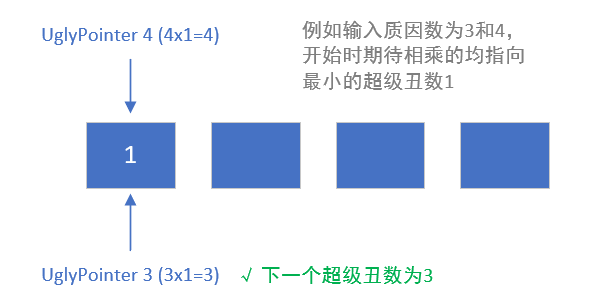 UglyPointer 4 (4x1=4)
例如输入质因数为3和4，
开始时期待相乘的均指向
最小的超级丑数1
1
UglyPointer 3 (3x1=3)
√ 下一个超级丑数为3